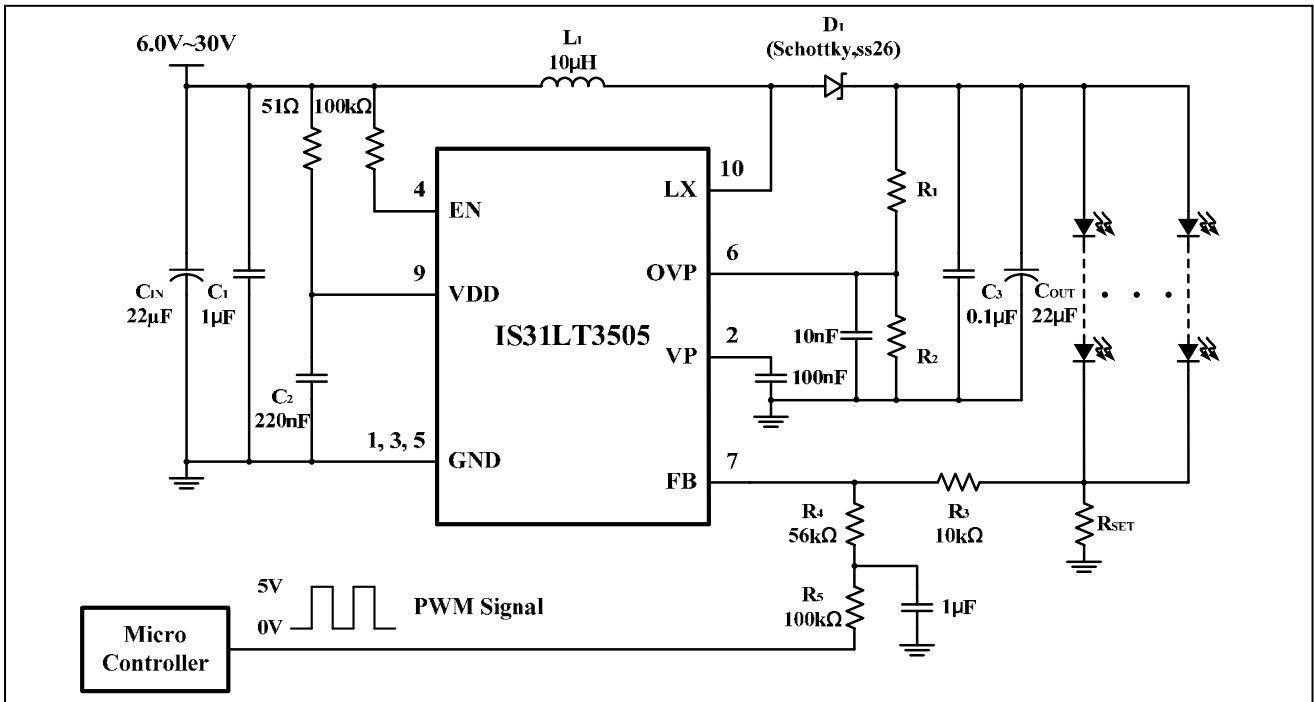 6.0V~30V
L1
10μH
D1
(Schottky,ss26)
51Ω
100kΩ
4
EN
LX
10
R1
9
VDD
OVP
6
CIN
22μF
C1
1μF
IS31LT3505
VP
2
10nF
R2
C3
0.1μF
COUT
22μF
100nF
C2
220nF
1, 3, 5
GND
FB
7
R4
56kΩ
R3
10kΩ
RSET
R5
100kΩ
1μF
5V
0V
PWM Signal
Micro
Controller